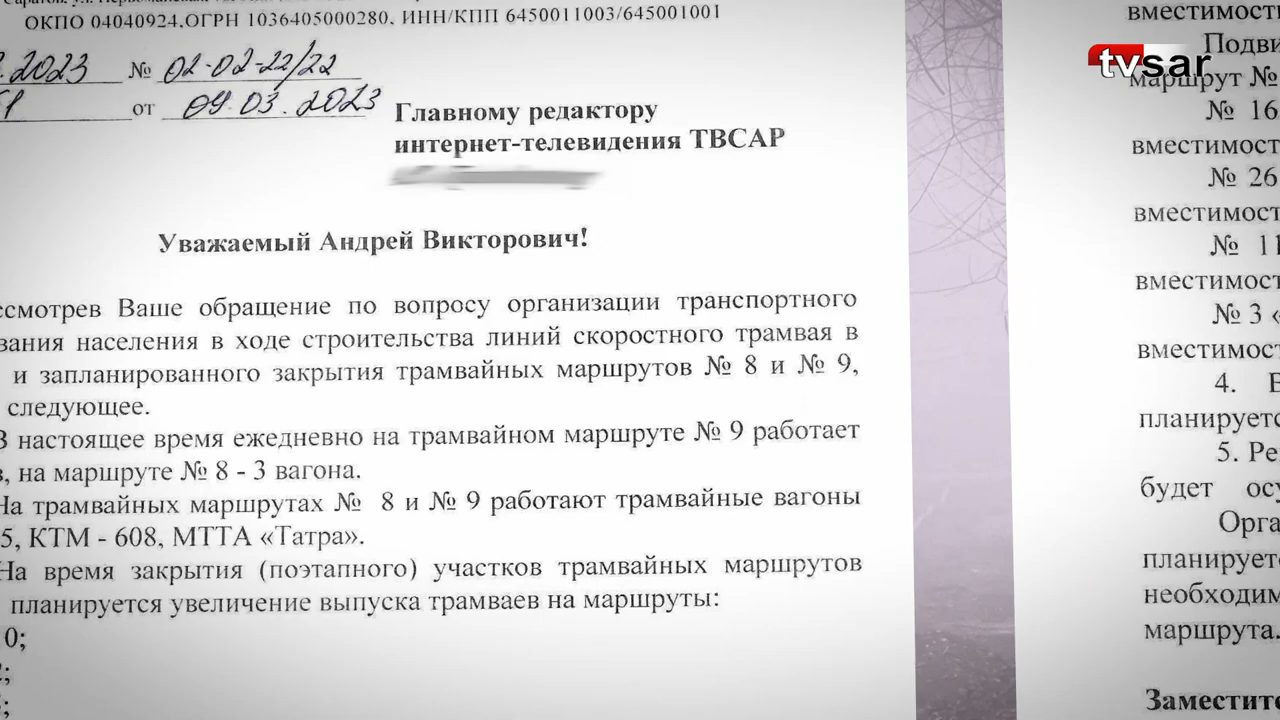 ОКПО 04040924,ОГРН 1036405000280, ИНН/КПП 6450011003/645001001
.2023 № 02-02-22/22
от 09.03.2023
Главному редактору
интернет-телевидения ТВСАР
Уважаемый Андрей Викторович!
ссмотрев Ваше обращение по вопросу организации транспортного
вания населения в ходе строительства линий скоростного трамвая в
и запланированного закрытия трамвайных маршрутов № 8 и № 9,
следующее.
В настоящее время ежедневно на трамвайном маршруте № 9 работает
в, на маршруте № 8 - 3 вагона.
На трамвайных маршрутах № 8 и № 9 работают трамвайные вагоны
5, КТМ - 608, МТТА «Татра».
На время закрытия (поэтапного) участков трамвайных маршрутов
планируется увеличение выпуска трамваев на маршруты:
0;
;
;
вместимость
Подви
маршрут №
№ 16
вместимост
№ 26
вместимост
№ 11
вместимост
№ 3 «
вместимост
4. В
планируетс
5. Ре
будет осу
Орга
планирует
необходим
маршрута.
Заместите
tvsar